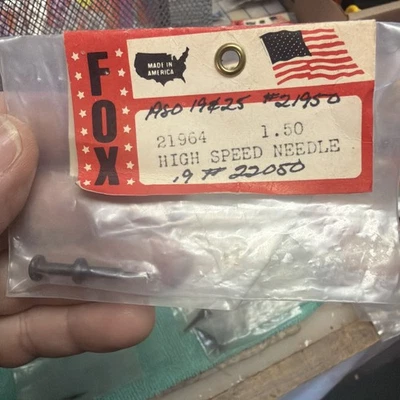 FOX
MADE IN
AMERICA
Also 19 & 25 #21950
21964 1.50
HIGH SPEED NEEDLE
.19 # 22050